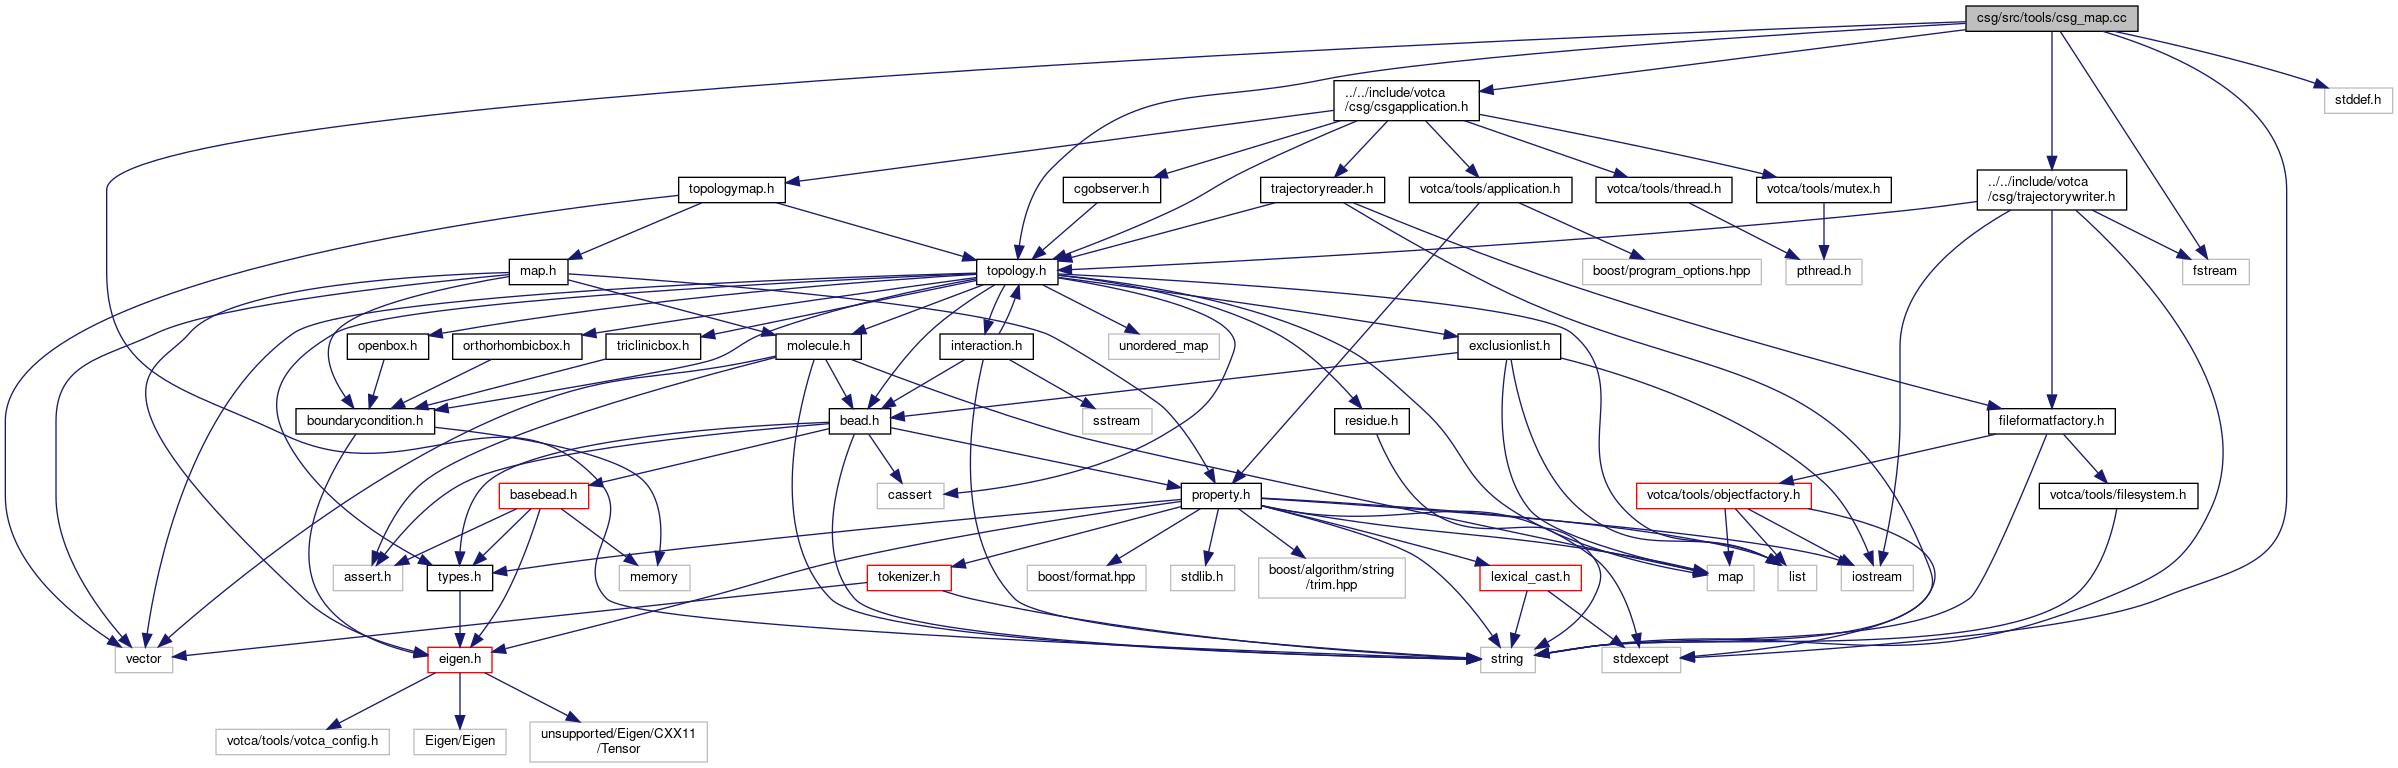 csg/src/tools/csg_map.cc
../../include/votca
/csg/csgapplication.h
stddef.h
topologymap.h
cgobserver.h
trajectoryreader.h
votca/tools/application.h
votca/tools/thread.h
votca/tools/mutex.h
../../include/votca
/csg/trajectorywriter.h
map.h
topology.h
boost/program_options.hpp
pthread.h
fstream
openbox.h
orthorhombicbox.h
triclinicbox.h
molecule.h
interaction.h
unordered_map
exclusionlist.h
boundarycondition.h
bead.h
sstream
residue.h
fileformatfactory.h
basebead.h
cassert
property.h
votca/tools/objectfactory.h
votca/tools/filesystem.h
assert.h
types.h
memory
tokenizer.h
boost/format.hpp
stdlib.h
boost/algorithm/string
/trim.hpp
lexical_cast.h
map
list
iostream
vector
eigen.h
string
stdexcept
votca/tools/votca_config.h
Eigen/Eigen
unsupported/Eigen/CXX11
/Tensor